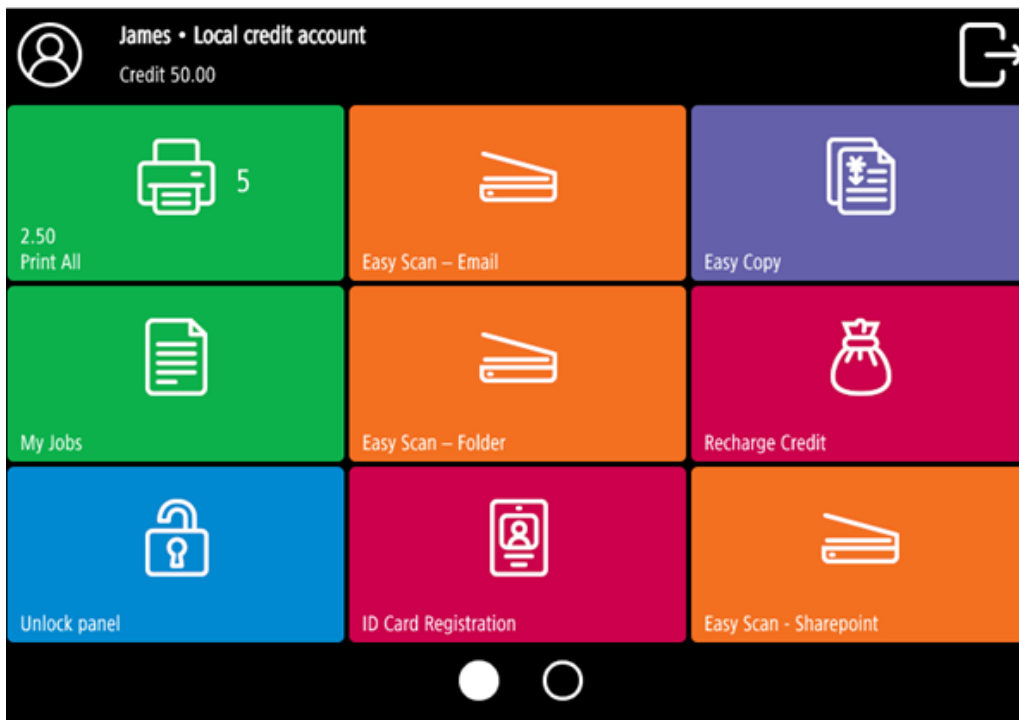 James • Local credit account
Credit 50.00
5
2.50
Print All
Easy Scan – Email
¥
Easy Copy
My Jobs
Easy Scan – Folder
Recharge Credit
Unlock panel
ID Card Registration
Easy Scan - Sharepoint